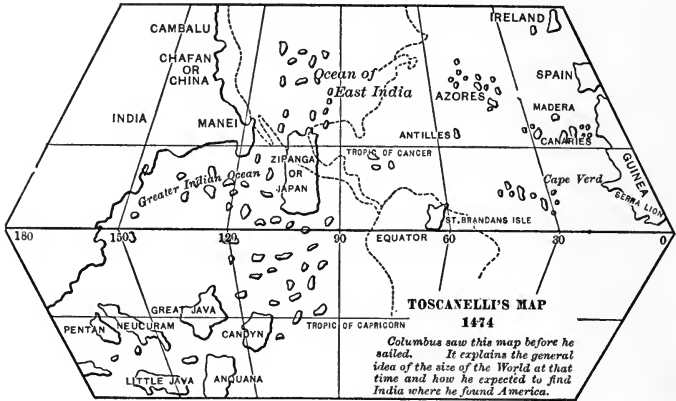 IRELAND
CAMBALU
CHAFAN
OR
CHINA
Ocean of
East India
SPAIN
AZORES
MADERA
INDIA
MANEI
ANTILLES
CANARIES
TROPIC OF CANCER
ZIPANGA
OR
JAPAN
GUINEA
Greater Indian Ocean
Cape Verd
SERRA LION
ST. BRANDANS ISLE
180
150
120
90
EQUATOR
60
30
0
TOSCANELLI'S MAP
1474
GREAT JAVA
PENTAN
NEUCURAM
CANDYN
TROPIC OF CAPRICORN
Columbus saw this map before he
sailed. It explains the general
idea of the size of the World at that
time and how he expected to find
India where he found America.
LITTLE JAVA
ANQUANA